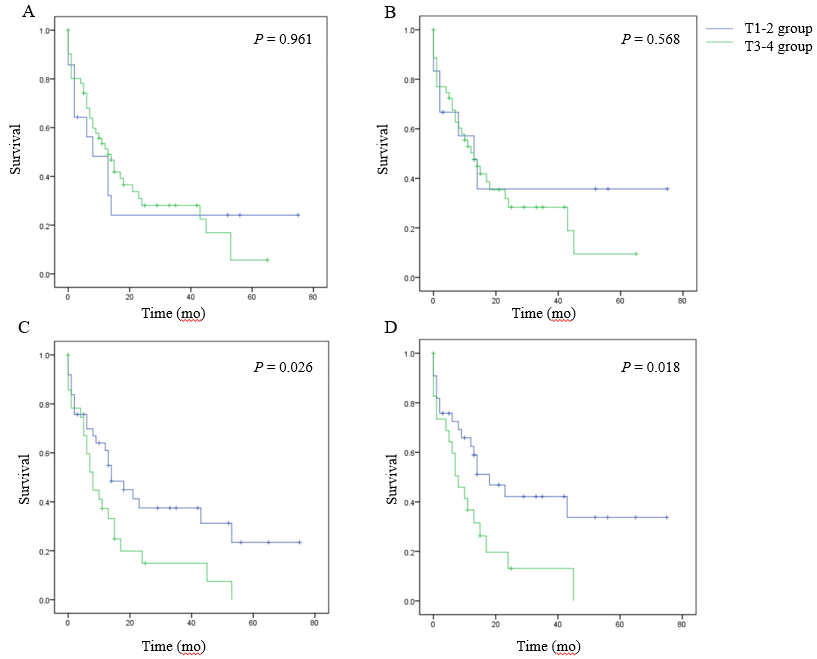 A
P = 0.961
1.0
0.8
0.6
0.4
0.2
0.0
Survival
0 20 40 60 80
Time (mo)
B
P = 0.568
1.0
0.8
0.6
0.4
0.2
0.0
Survival
0 20 40 60 80
Time (mo)
T1-2 group
T3-4 group
C
P = 0.026
1.0
0.8
0.6
0.4
0.2
0.0
Survival
0 20 40 60 80
Time (mo)
D
P = 0.018
1.0
0.8
0.6
0.4
0.2
0.0
Survival
0 20 40 60 80
Time (mo)